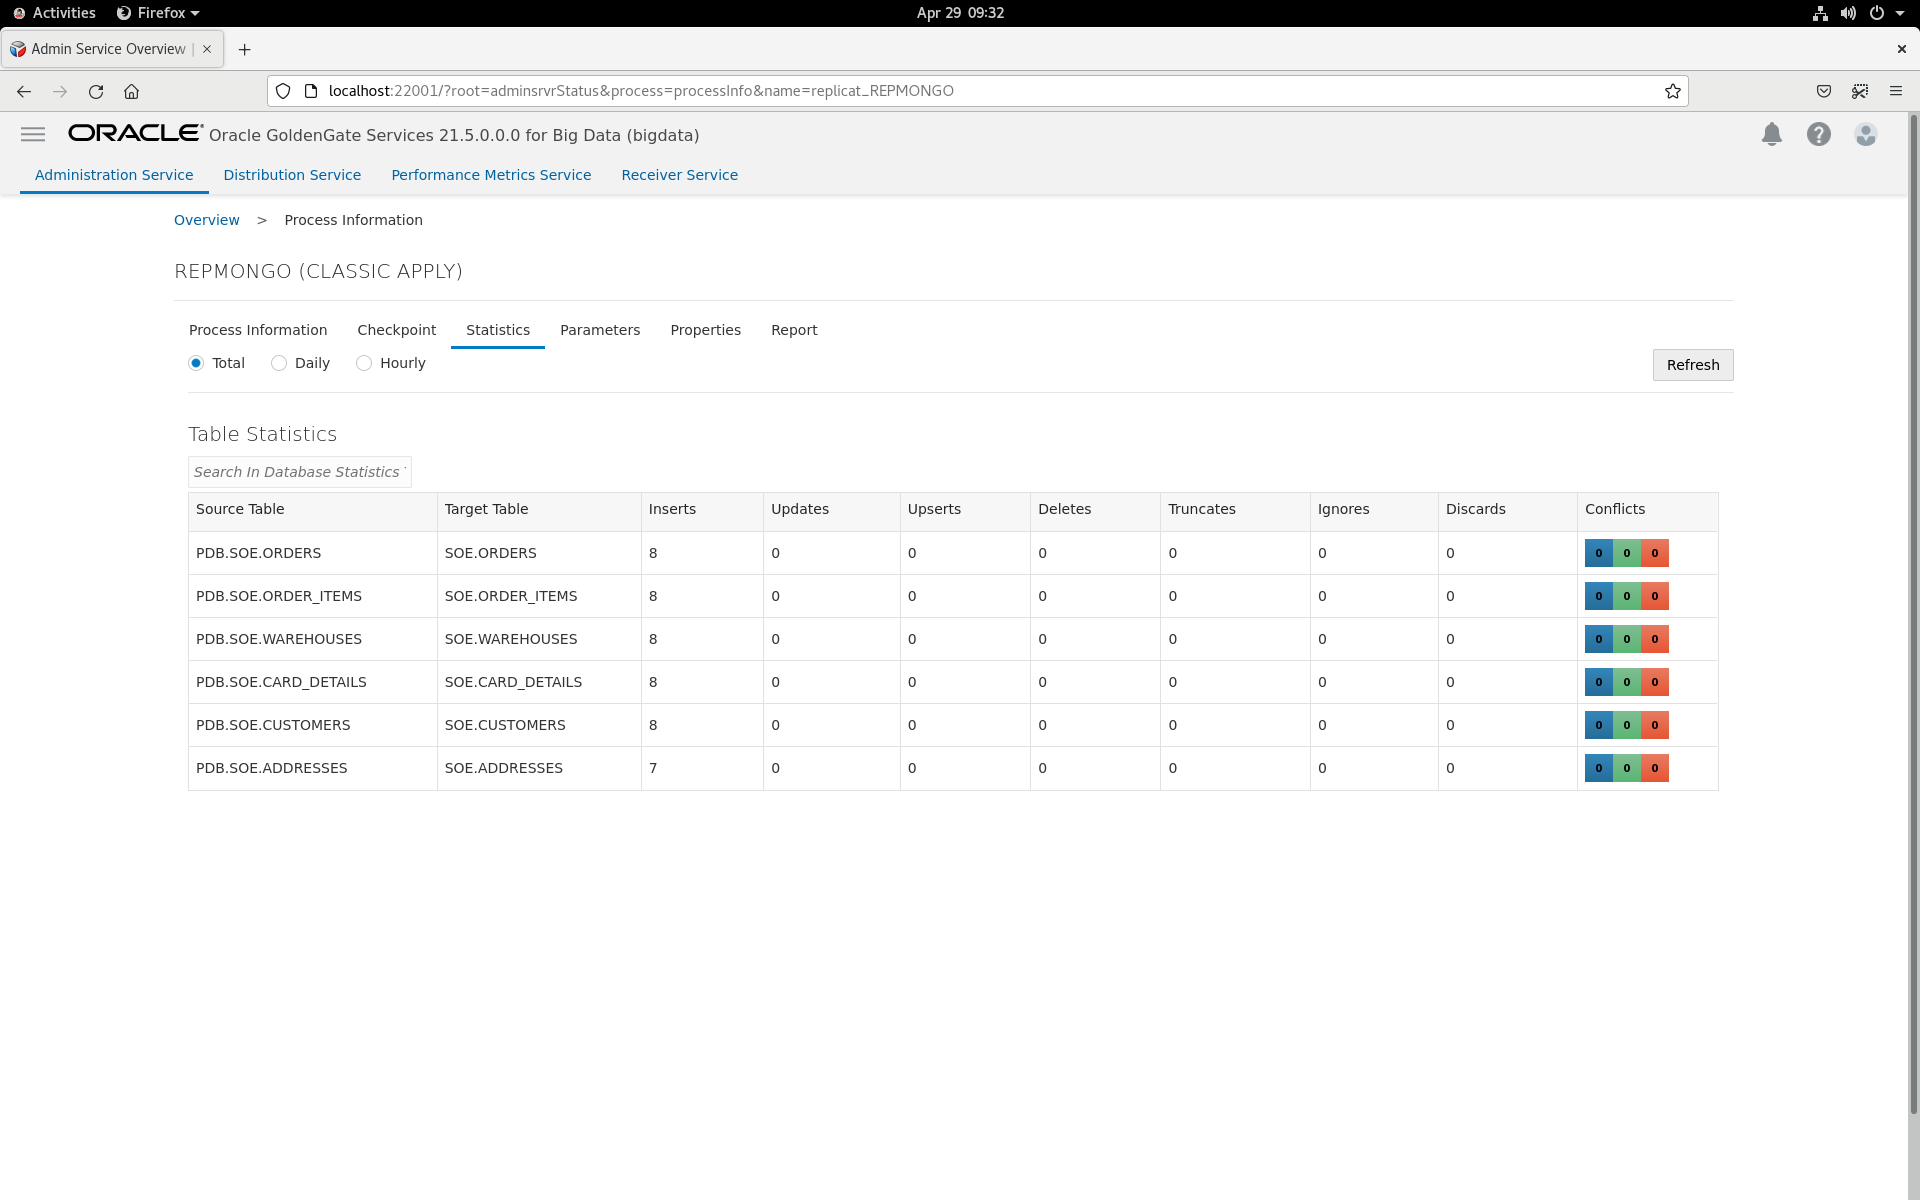 Activities Firefox Apr 29 09:32
Admin Service Overview |
localhost:22001/?root=adminsrvrStatus&process=processInfo&name=replicat_REPMONGO
ORACLE® Oracle GoldenGate Services 21.5.0.0.0 for Big Data (bigdata)
Administration Service Distribution Service Performance Metrics Service Receiver Service
Overview > Process Information
REPMONGO (CLASSIC APPLY)
Process Information Checkpoint Statistics Parameters Properties Report
Total Daily Hourly Refresh
Table Statistics
Search In Database Statistics
Source Table Target Table Inserts Updates Upserts Deletes Truncates Ignores Discards Conflicts
PDB.SOE.ORDERS SOE.ORDERS 8 0 0 0 0 0 0 0 0 0
PDB.SOE.ORDER_ITEMS SOE.ORDER_ITEMS 8 0 0 0 0 0 0 0 0 0
PDB.SOE.WAREHOUSES SOE.WAREHOUSES 8 0 0 0 0 0 0 0 0 0
PDB.SOE.CARD_DETAILS SOE.CARD_DETAILS 8 0 0 0 0 0 0 0 0 0
PDB.SOE.CUSTOMERS SOE.CUSTOMERS 8 0 0 0 0 0 0 0 0 0
PDB.SOE.ADDRESSES SOE.ADDRESSES 7 0 0 0 0 0 0 0 0 0